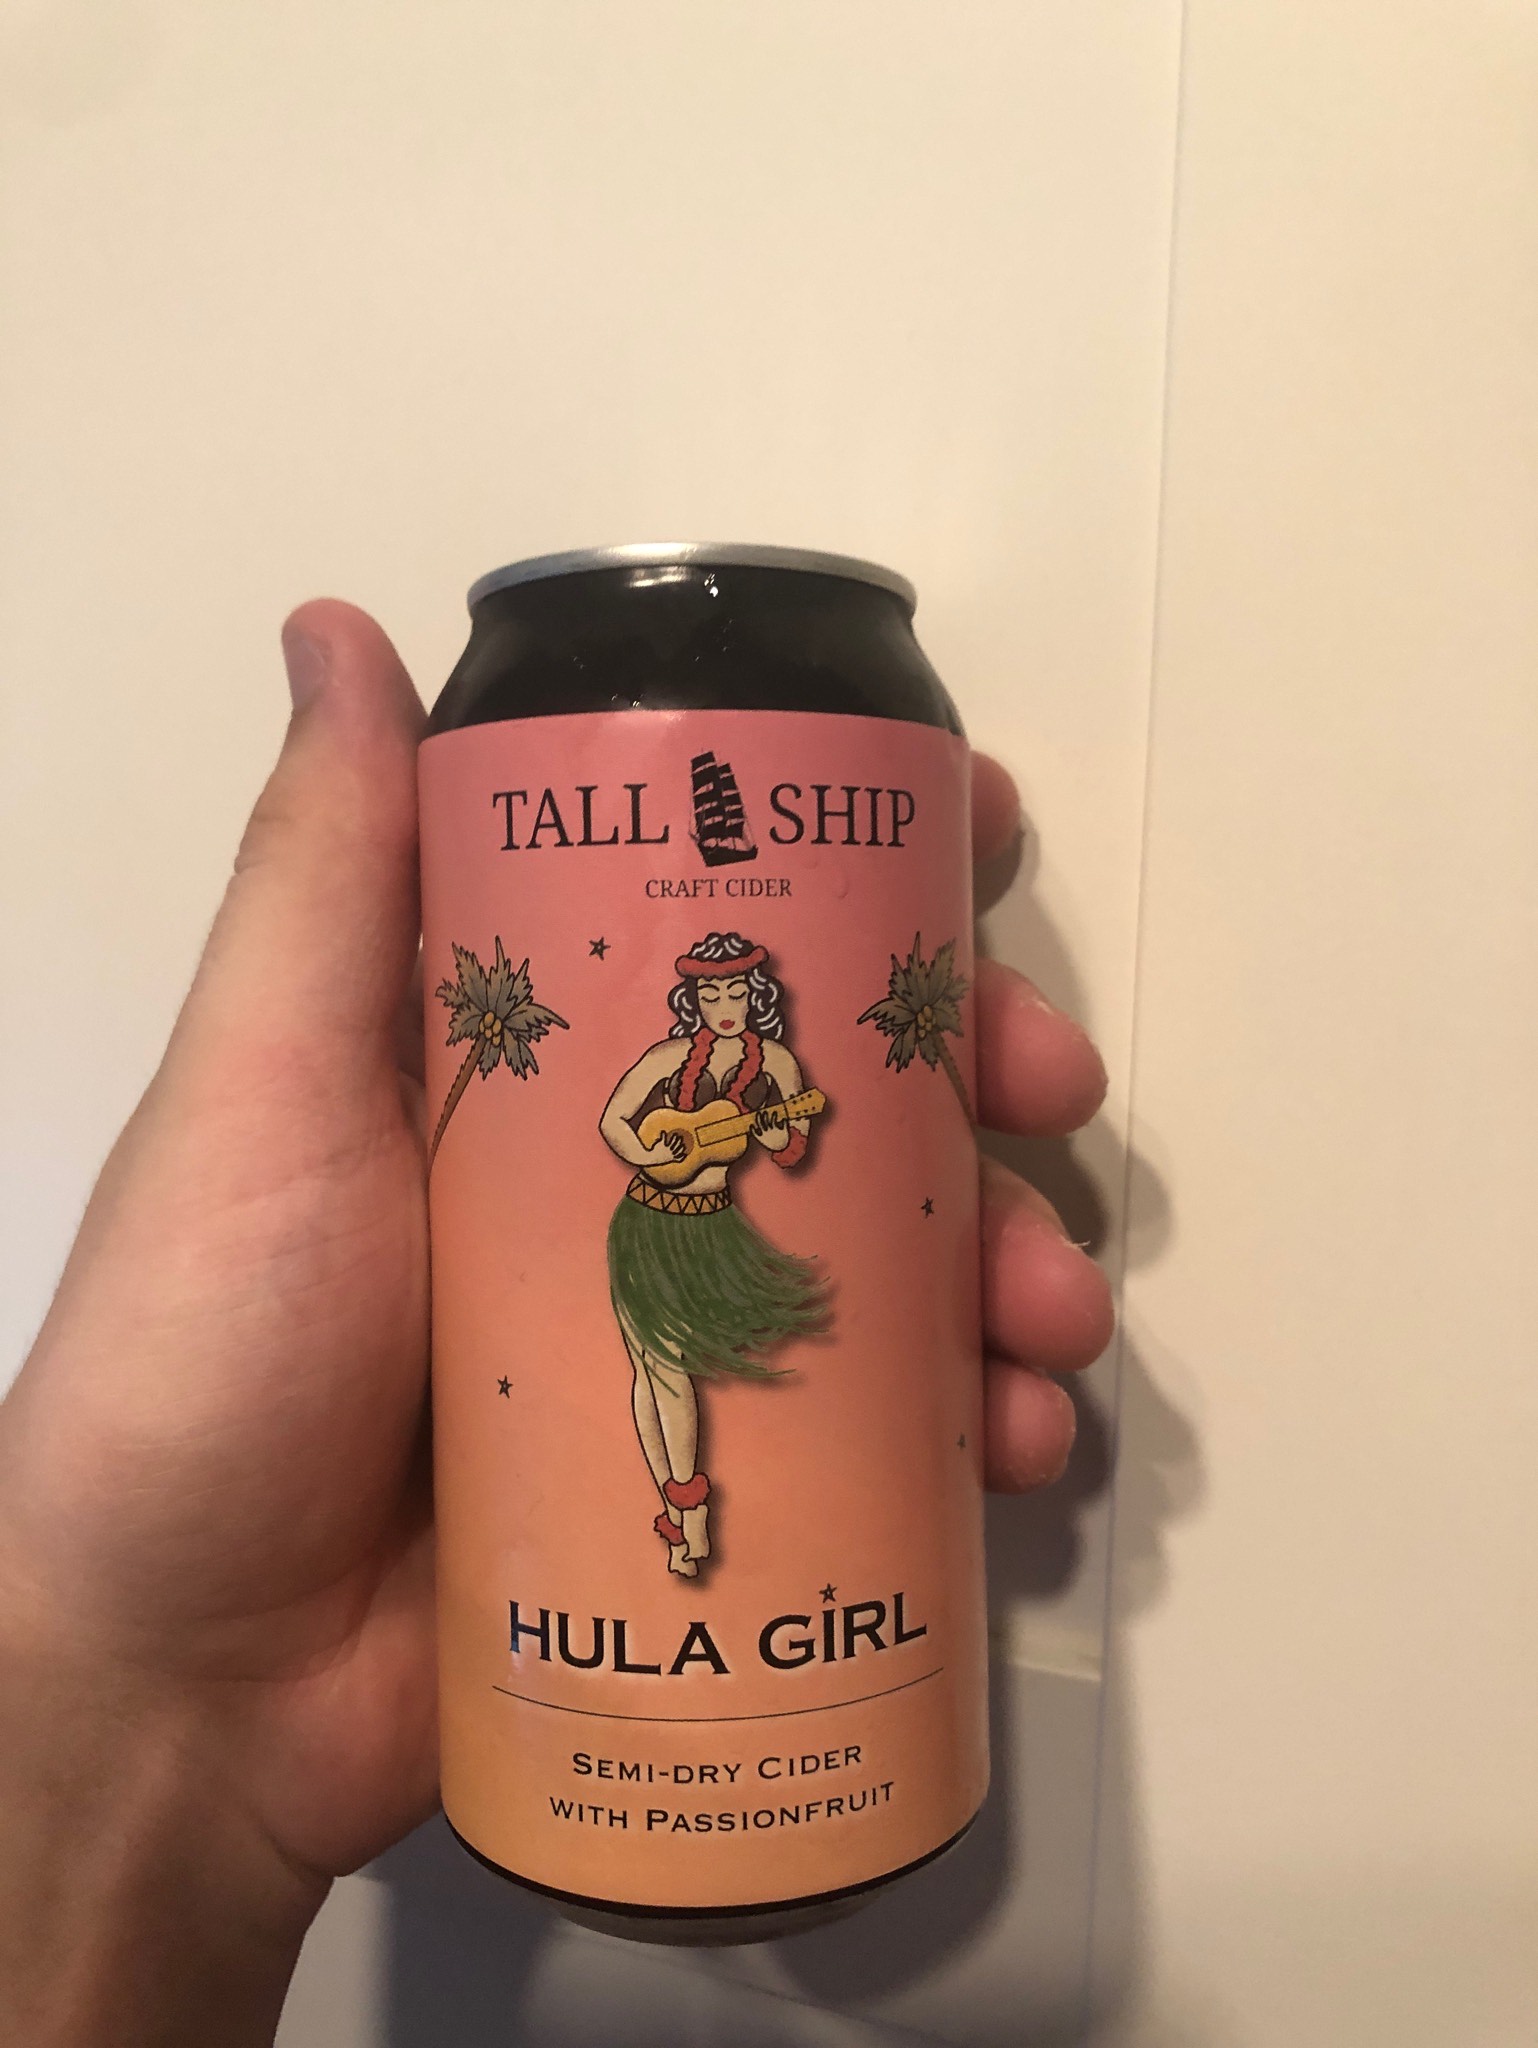 TALL SHIP
CRAFT CIDER
HULA GIRL
SEMI-DRY CIDER
WITH PASSIONFRUIT